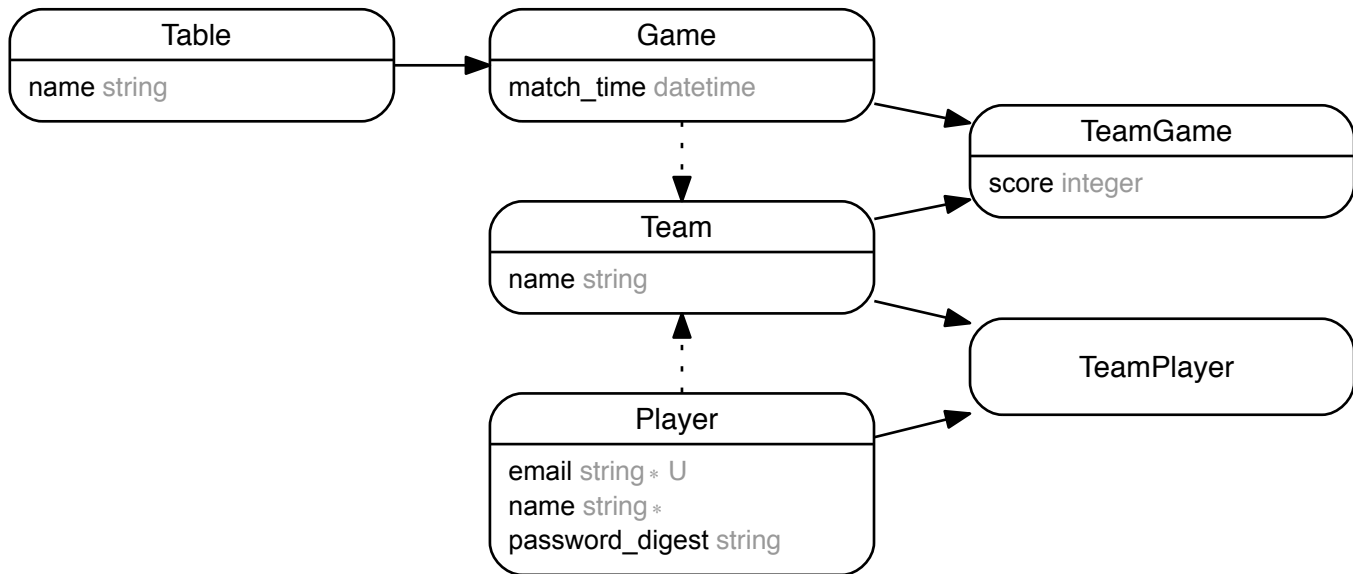 Table
name string
Game
match_time datetime
TeamGame
score integer
Team
name string
TeamPlayer
Player
email string* U
name string*
password_digest string